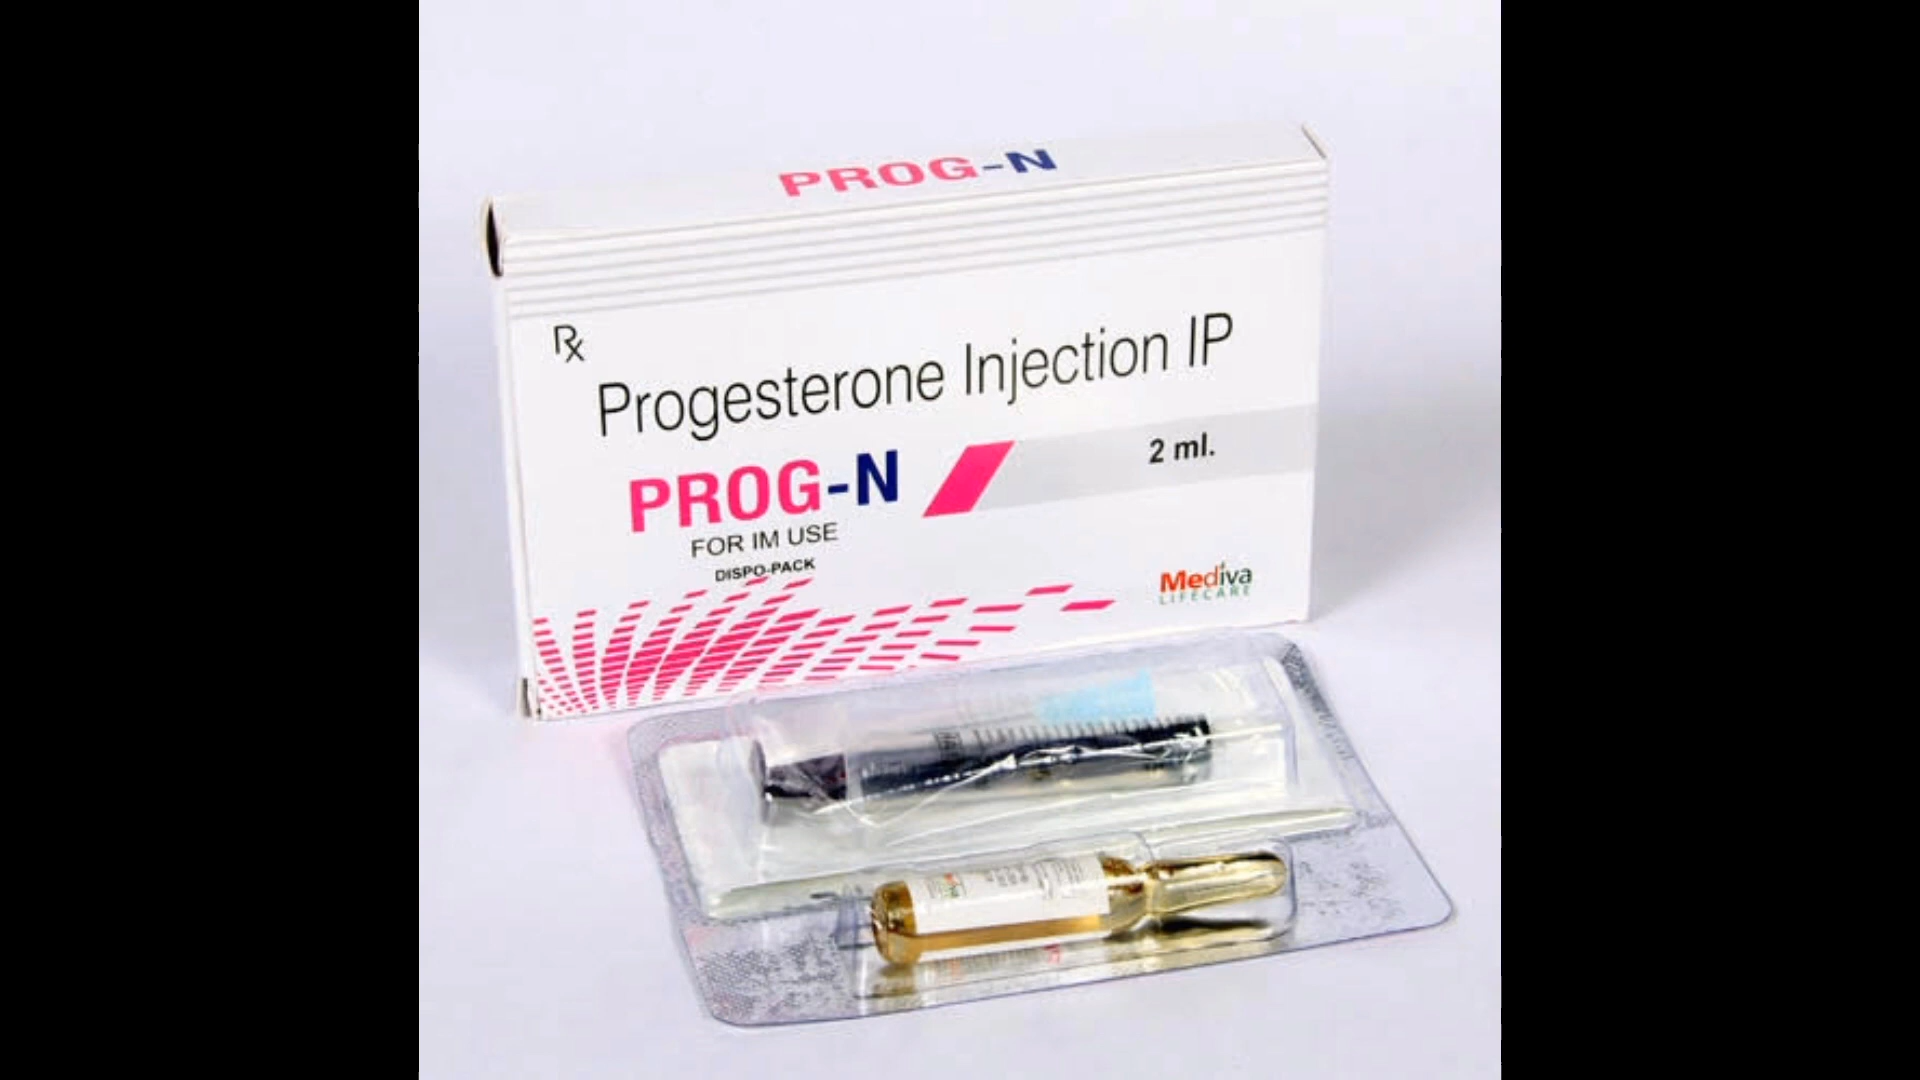 PROG-N
Rx
Progesterone Injection IP
PROG-N
2 ml.
FOR IM USE
DISPO-PACK
Mediva
LIFECARE